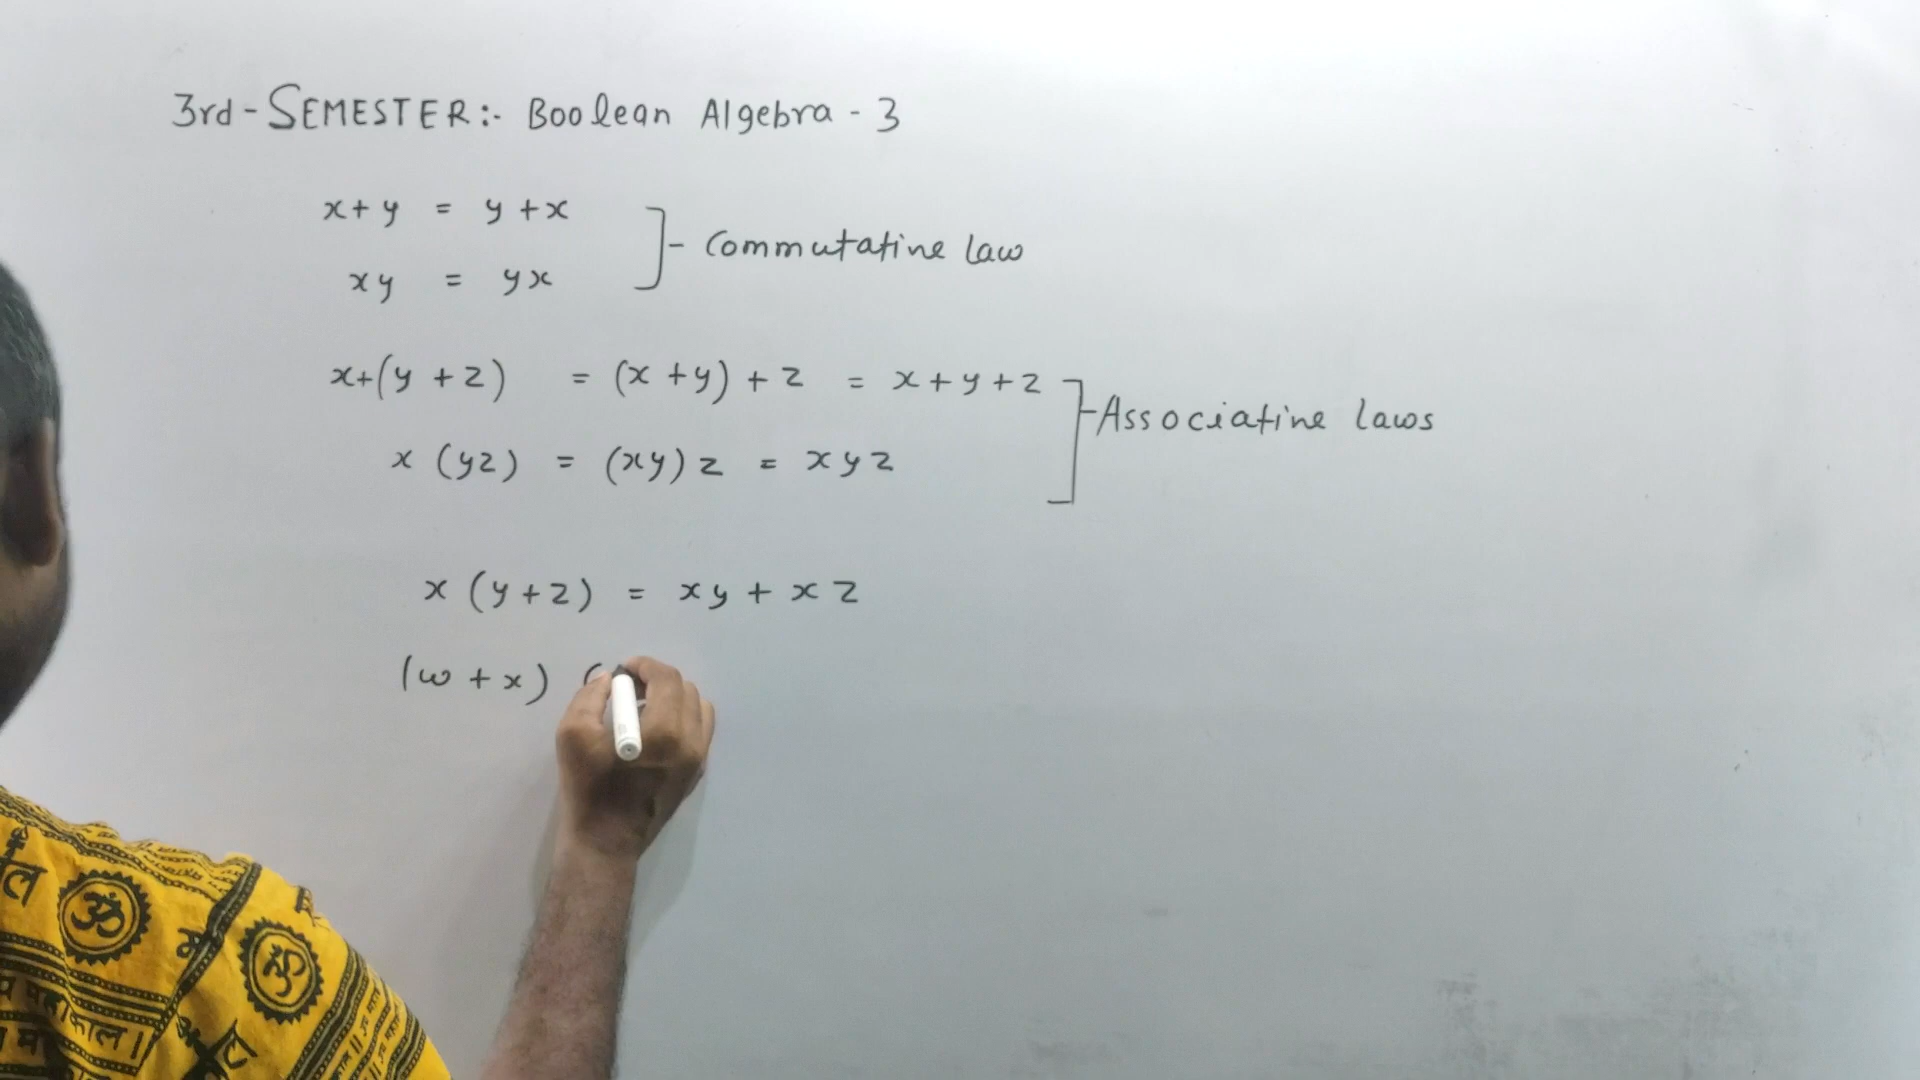 3rd-SEMESTER:- Boolean Algebra - 3
x+y = y+x
xy = yx
]- Commutative law
x+(y+z) = (x+y)+z = x+y+z
x(yz) = (xy)z = xyz
]- Associative laws
x(y+z) = xy+xz
(w+x) (
ॐ
ॐ